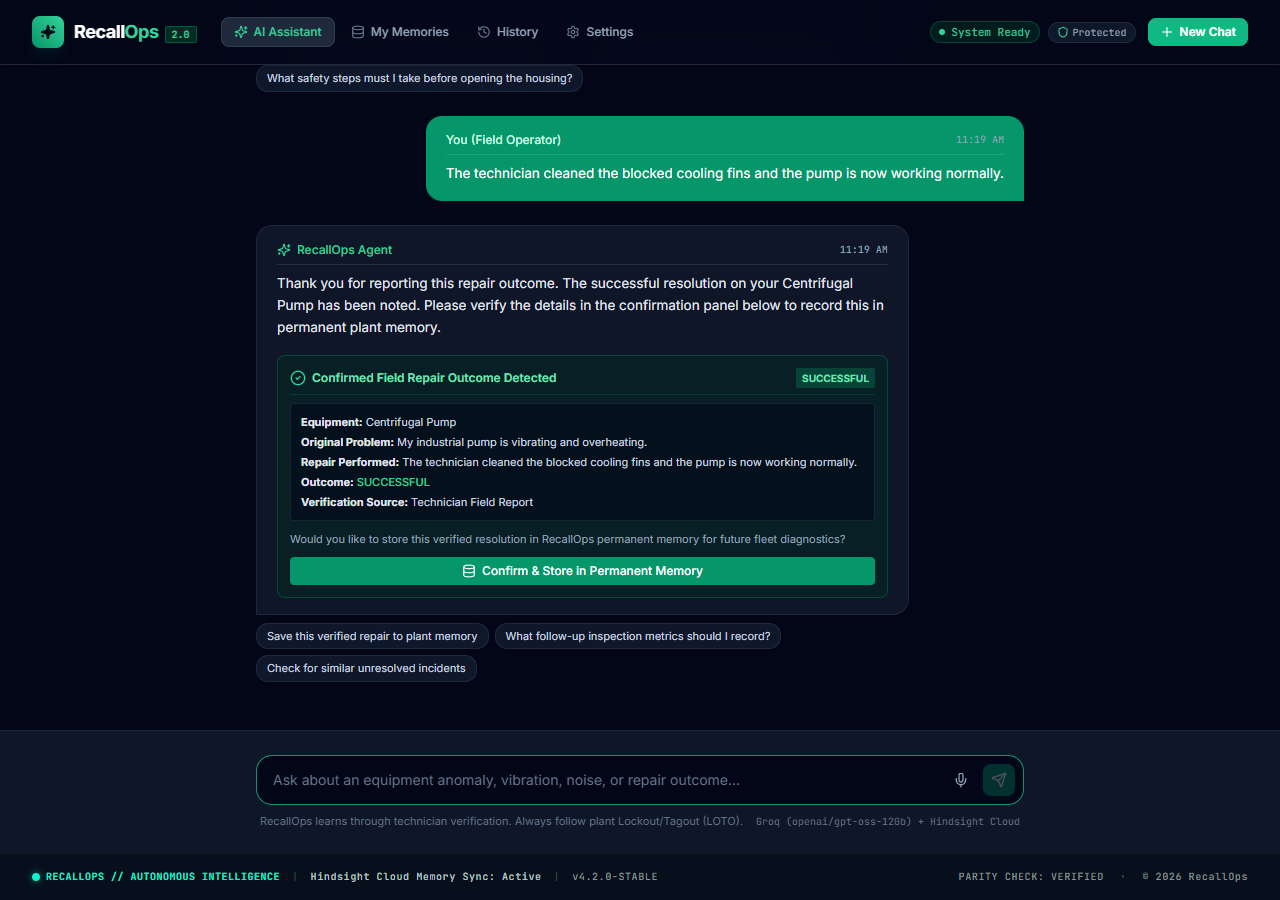 RecallOps 2.0
AI Assistant
My Memories
History
Settings
System Ready
Protected
New Chat
What safety steps must I take before opening the housing?
You (Field Operator)
11:19 AM
The technician cleaned the blocked cooling fins and the pump is now working normally.
RecallOps Agent
11:19 AM
Thank you for reporting this repair outcome. The successful resolution on your Centrifugal
Pump has been noted. Please verify the details in the confirmation panel below to record this in
permanent plant memory.
Confirmed Field Repair Outcome Detected
SUCCESSFUL
Equipment: Centrifugal Pump
Original Problem: My industrial pump is vibrating and overheating.
Repair Performed: The technician cleaned the blocked cooling fins and the pump is now working normally.
Outcome: SUCCESSFUL
Verification Source: Technician Field Report
Would you like to store this verified resolution in RecallOps permanent memory for future fleet diagnostics?
Confirm & Store in Permanent Memory
Save this verified repair to plant memory
What follow-up inspection metrics should I record?
Check for similar unresolved incidents
Ask about an equipment anomaly, vibration, noise, or repair outcome...
RecallOps learns through technician verification. Always follow plant Lockout/Tagout (LOTO).
Groq (openai/gpt-oss-120b) + Hindsight Cloud
RECALLOPS // AUTONOMOUS INTELLIGENCE | Hindsight Cloud Memory Sync: Active | v4.2.0-STABLE
PARITY CHECK: VERIFIED · © 2026 RecallOps